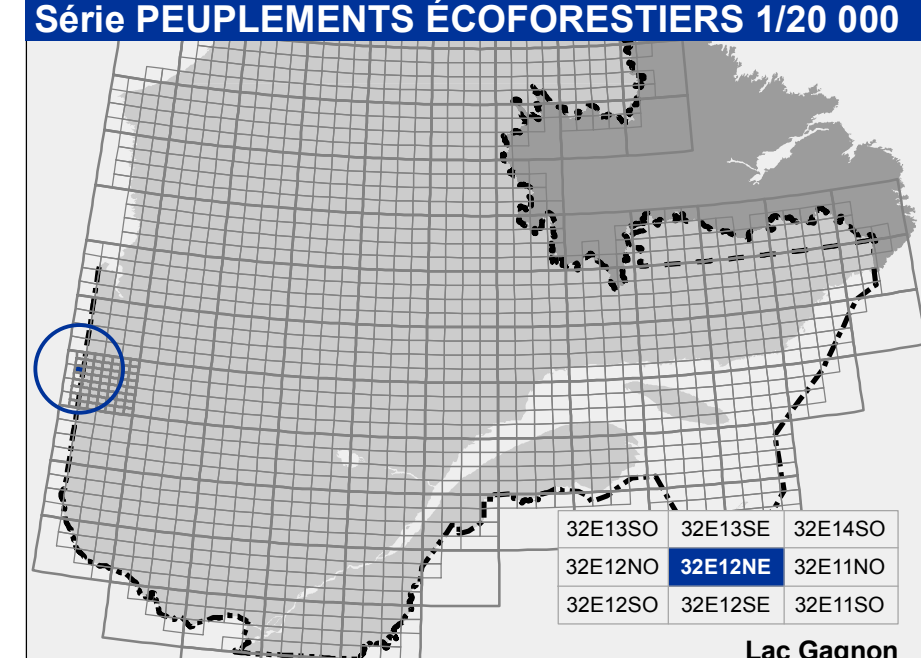 Série PEUPLEMENTS ÉCOFORESTIERS 1/20 000
32E13SO 32E13SE 32E14SO
32E12NO 32E12NE 32E11NO
32E12SO 32E12SE 32E11SO
Lac Gagnon